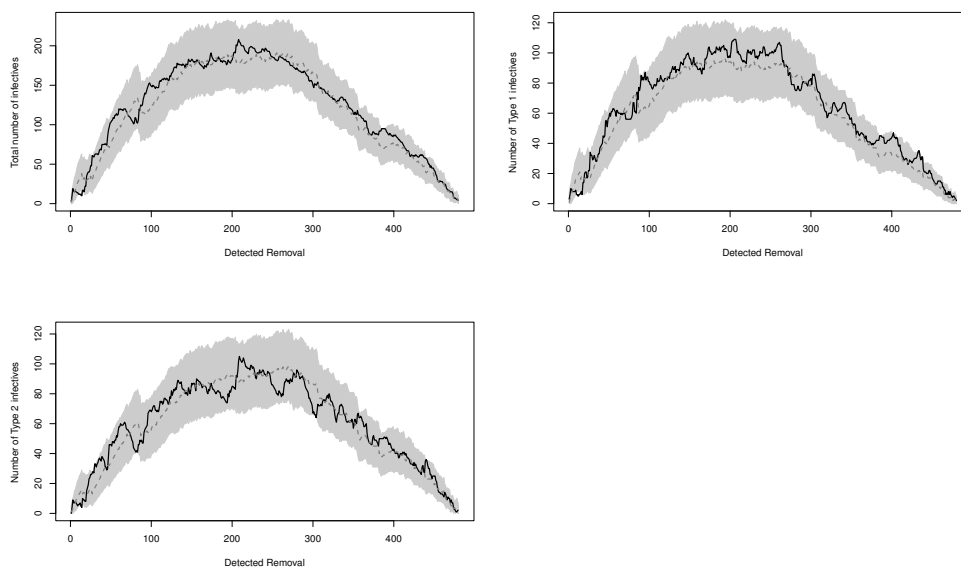 Total number of infectives
0 50 100 150 200
0 100 200 300 400
Detected Removal
Number of Type 1 infectives
0 20 40 60 80 100 120
0 100 200 300 400
Detected Removal
Number of Type 2 infectives
0 20 40 60 80 100 120
0 100 200 300 400
Detected Removal